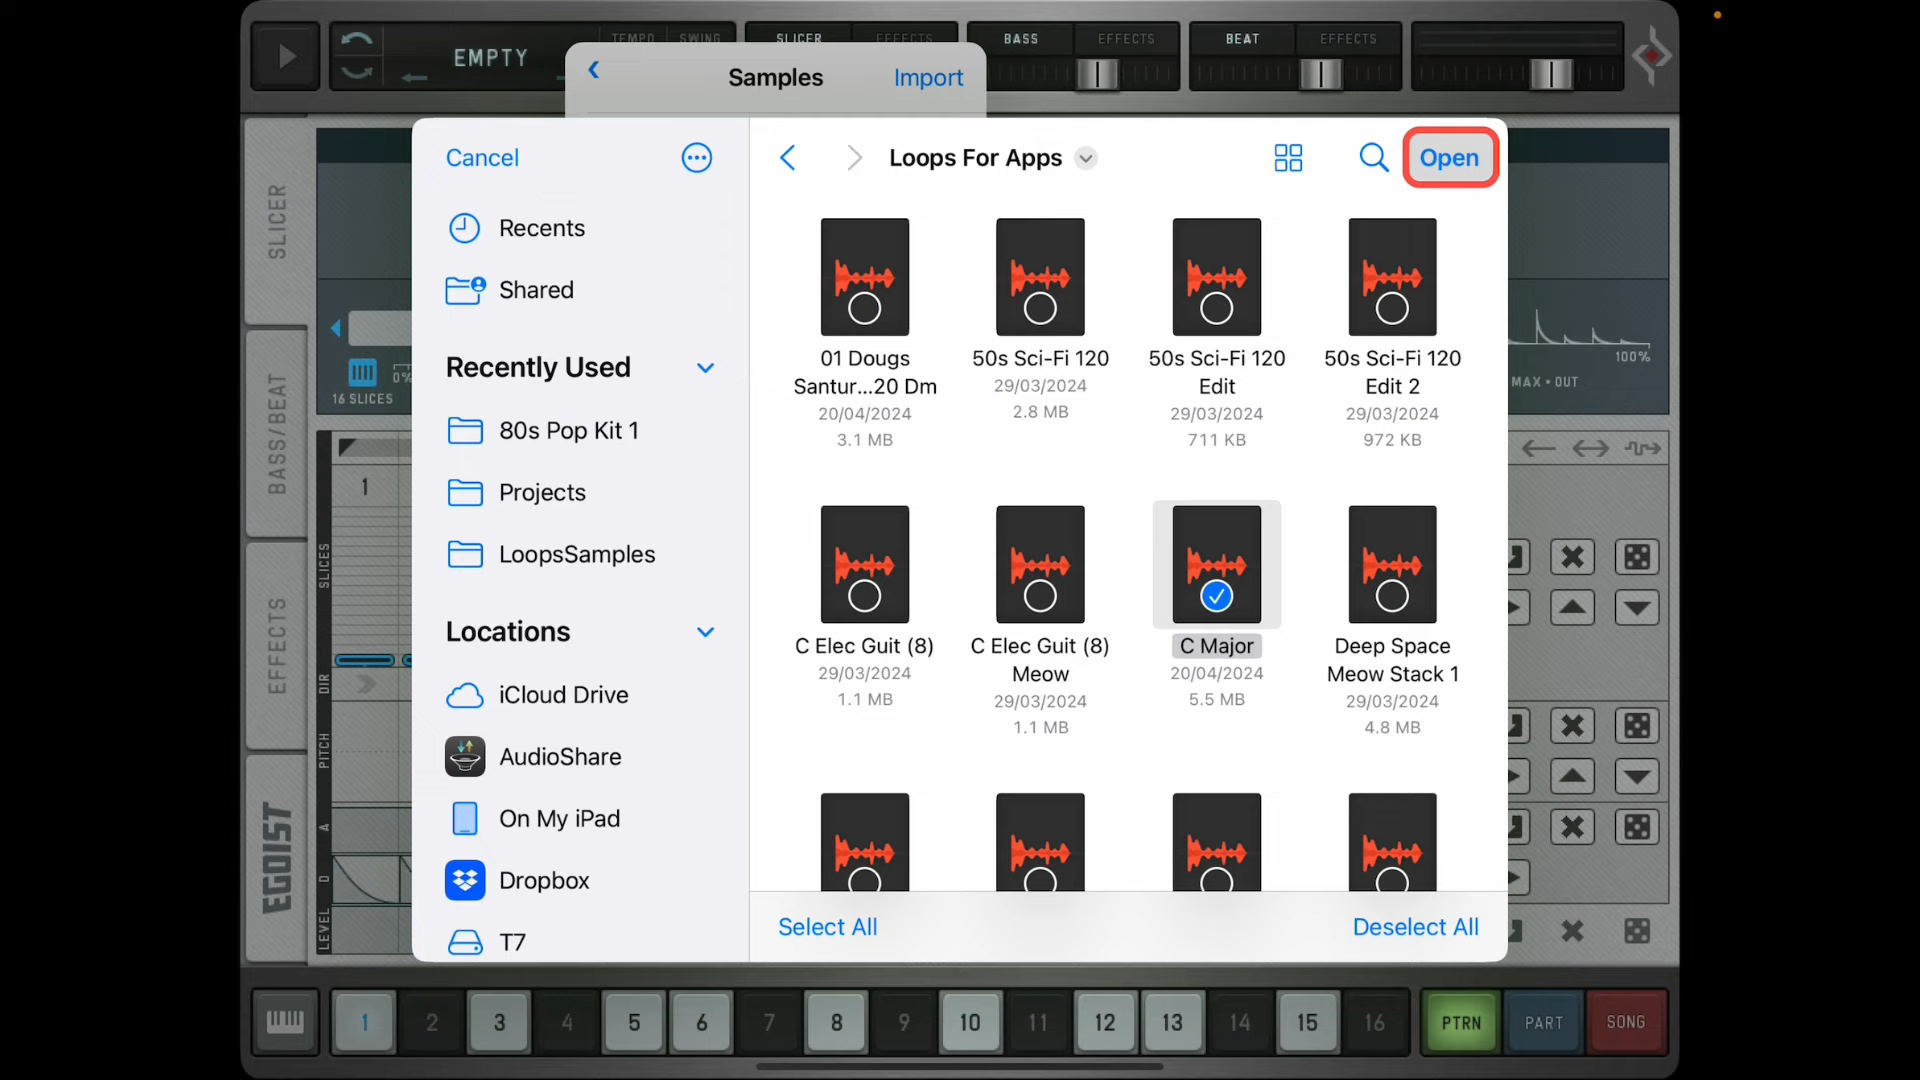 EMPTY
TEMPO
SWING
SLICER
EFFECTS
BASS
EFFECTS
BEAT
EFFECTS
Samples
Import
Cancel
Loops For Apps
Open
Recents
Shared
Recently Used
80s Pop Kit 1
Projects
LoopsSamples
Locations
iCloud Drive
AudioShare
On My iPad
Dropbox
T7
01 Dougs
Santur...20 Dm
20/04/2024
3.1 MB
50s Sci-Fi 120
29/03/2024
2.8 MB
50s Sci-Fi 120
Edit
29/03/2024
711 KB
50s Sci-Fi 120
Edit 2
29/03/2024
972 KB
C Elec Guit (8)
29/03/2024
1.1 MB
C Elec Guit (8)
Meow
29/03/2024
1.1 MB
C Major
20/04/2024
5.5 MB
Deep Space
Meow Stack 1
29/03/2024
4.8 MB
Select All
Deselect All
SLICER
BASS/BEAT
EFFECTS
EGOIST
0%
16 SLICES
1
SLICES
DIR
PITCH
A
D
LEVEL
100%
MAX • OUT
1 2 3 4 5 6 7 8 9 10 11 12 13 14 15 16
PTRN
PART
SONG